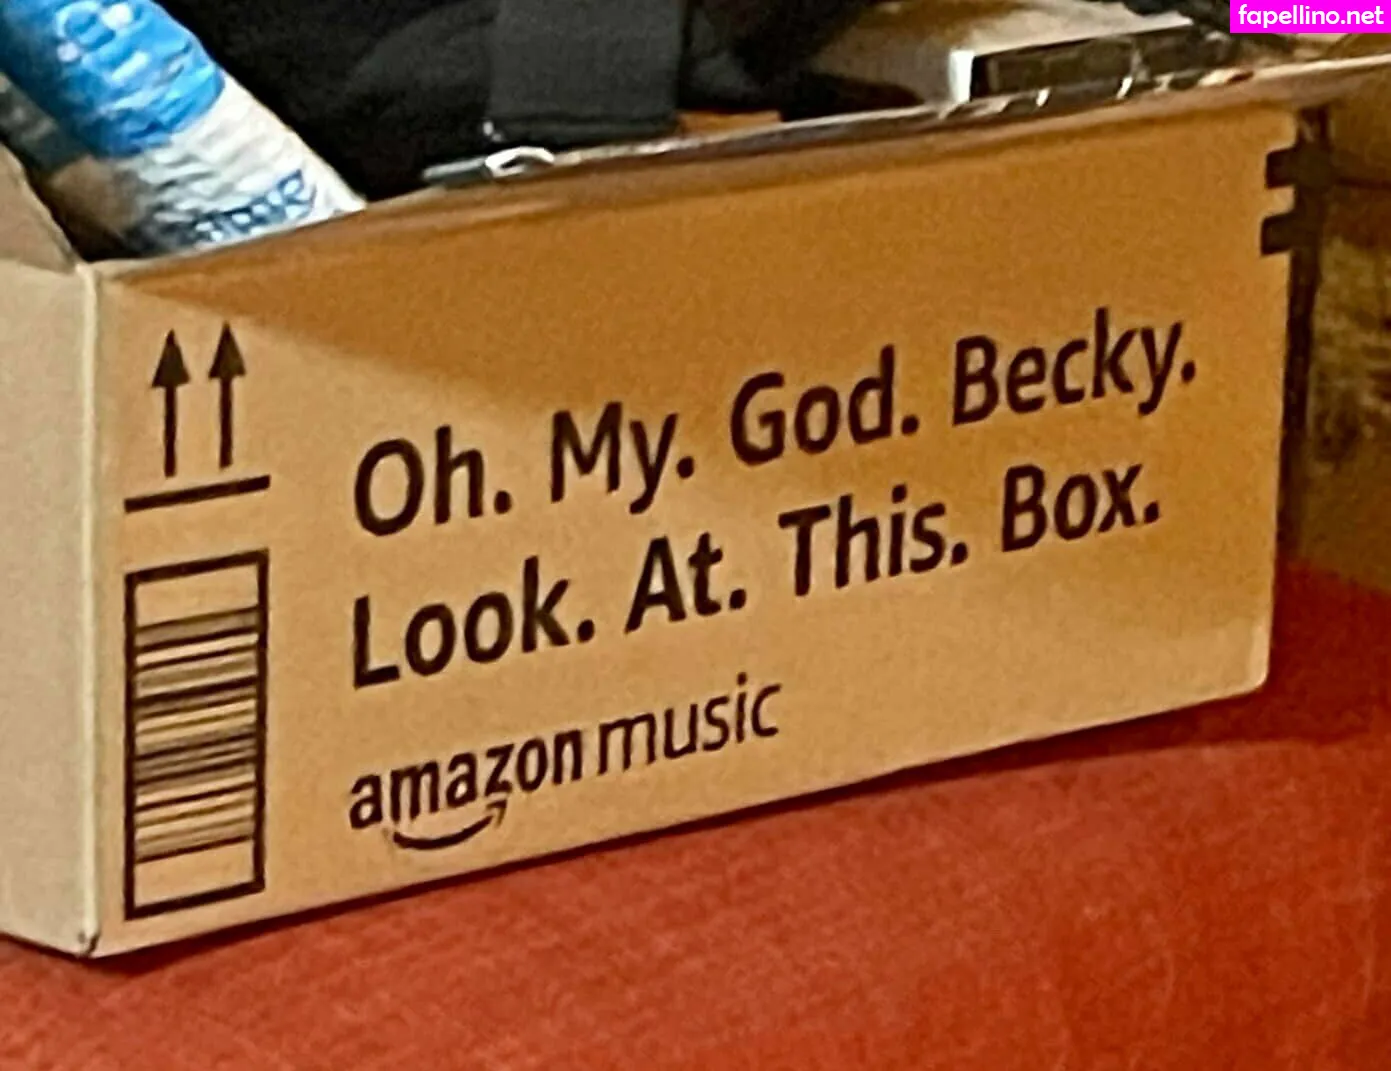 fapellino.net
Oh. My. God. Becky.
Look. At. This. Box.
amazon music